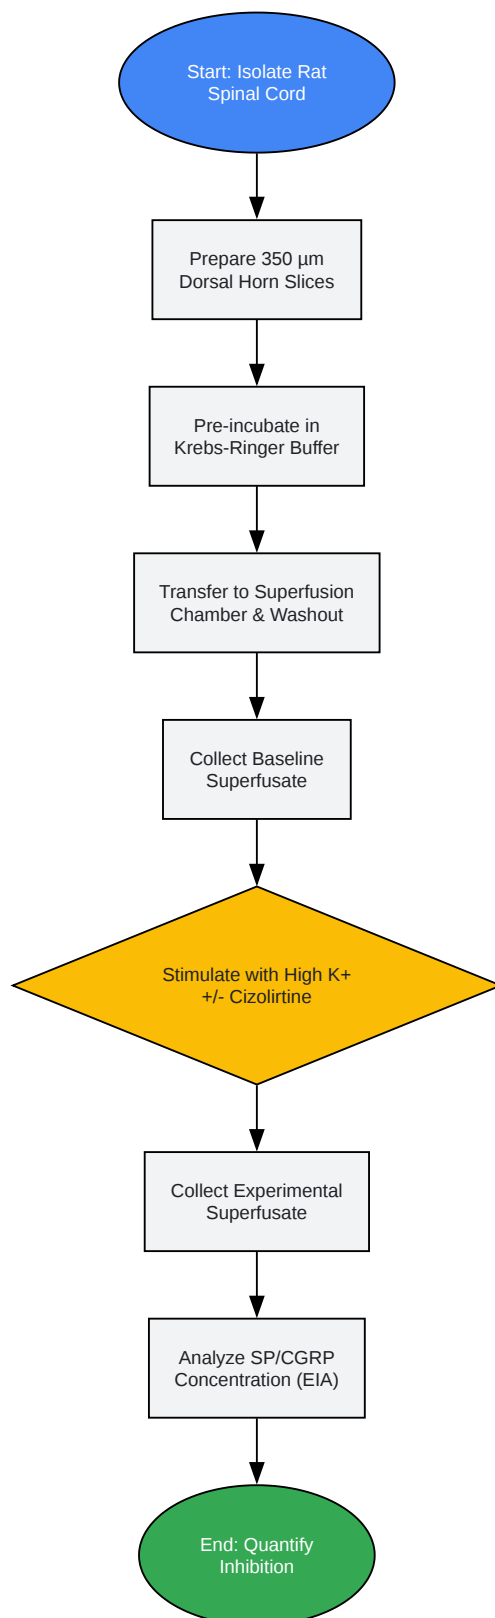 Start: Isolate Rat
Spinal Cord
Prepare 350 µm
Dorsal Horn Slices
Pre-incubate in
Krebs-Ringer Buffer
Transfer to Superfusion
Chamber & Washout
Collect Baseline
Superfusate
Stimulate with High K+
+/- Cizolirtine
Collect Experimental
Superfusate
Analyze SP/CGRP
Concentration (EIA)
End: Quantify
Inhibition